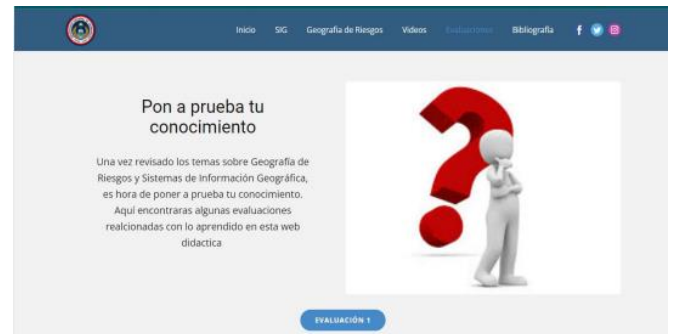 Inicio SIG Geografía de Riesgos Videos Evaluaciones Bibliografía
Pon a prueba tu
conocimiento
Una vez revisado los temas sobre Geografía de
Riesgos y Sistemas de Información Geográfica,
es hora de poner a prueba tu conocimiento.
Aquí encontraras algunas evaluaciones
realcionadas con lo aprendido en esta web
didactica
EVALUACIÓN 1